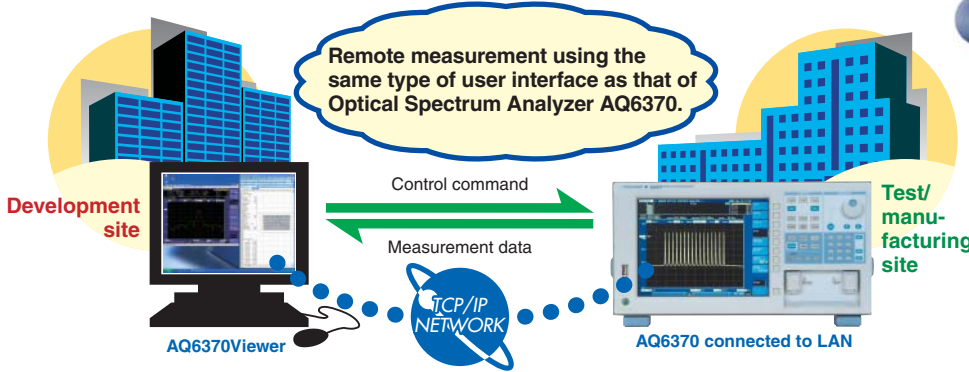 Remote measurement using the
same type of user interface as that of
Optical Spectrum Analyzer AQ6370.
Development
site
Control command
Measurement data
Test/
manu-
facturing
site
TCP/IP
NETWORK
AQ6370Viewer
AQ6370 connected to LAN